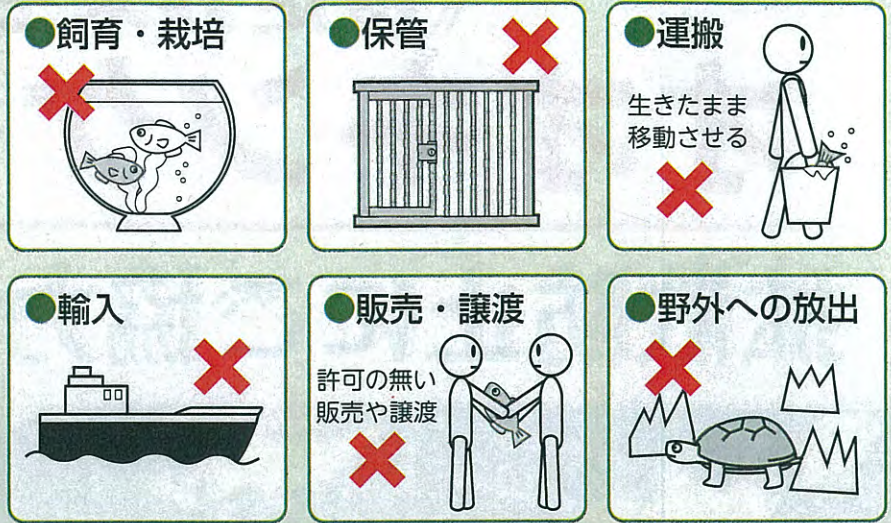 ●飼育・栽培
●保管
●運搬
生きたまま
移動させる
●輸入
●販売・譲渡
許可の無い
販売や譲渡
●野外への放出